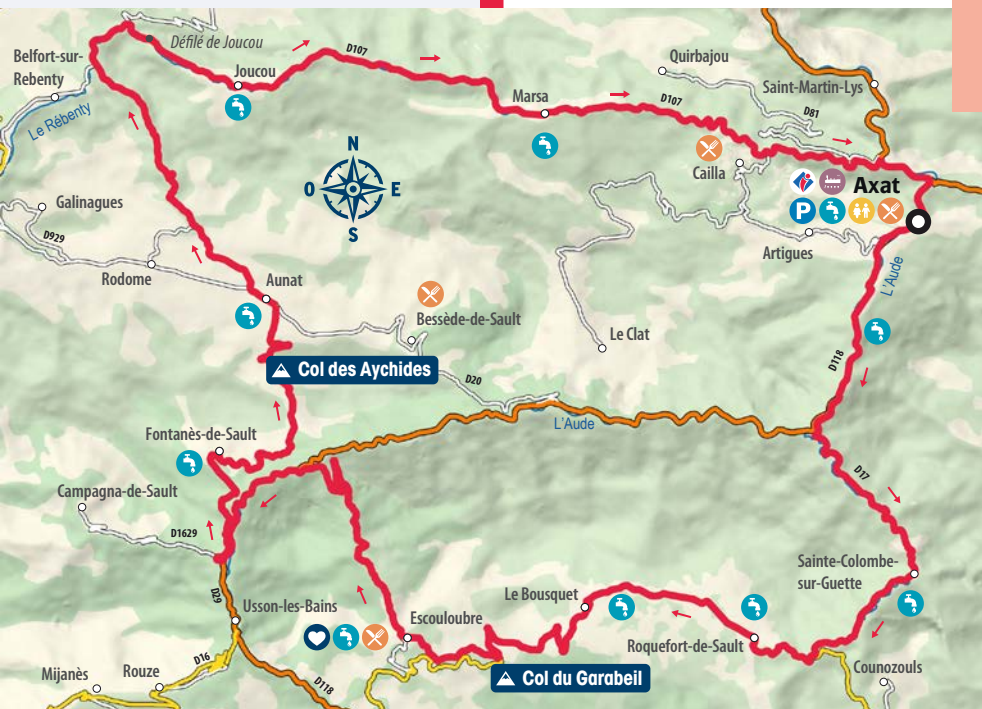 Défilé de Joucou
D107
Belfort-sur-
Rebenty
Joucou
Quirbajou
Saint-Martin-Lys
Marsa
D107
D81
Le Rébenty
N
O
E
S
Cailla
Axat
P
Galinagues
D929
Artigues
Rodome
Aunat
L'Aude
Bessède-de-Sault
Le Clat
D118
Col des Aychides
D20
L'Aude
Fontanès-de-Sault
D17
Campagna-de-Sault
D1629
Sainte-Colombe-
sur-Guette
D29
Le Bousquet
Usson-les-Bains
Escouloubre
Roquefort-de-Sault
D16
Mijanès
Rouze
D118
Col du Garabeil
Counozouls